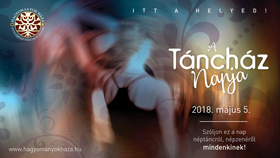 ITT A HELYED!
A
Táncház
Napja
2018. május 5.
Szóljon ez a nap
néptáncról, népzenéről
mindenkinek!
www.hagyomanyokhaza.hu